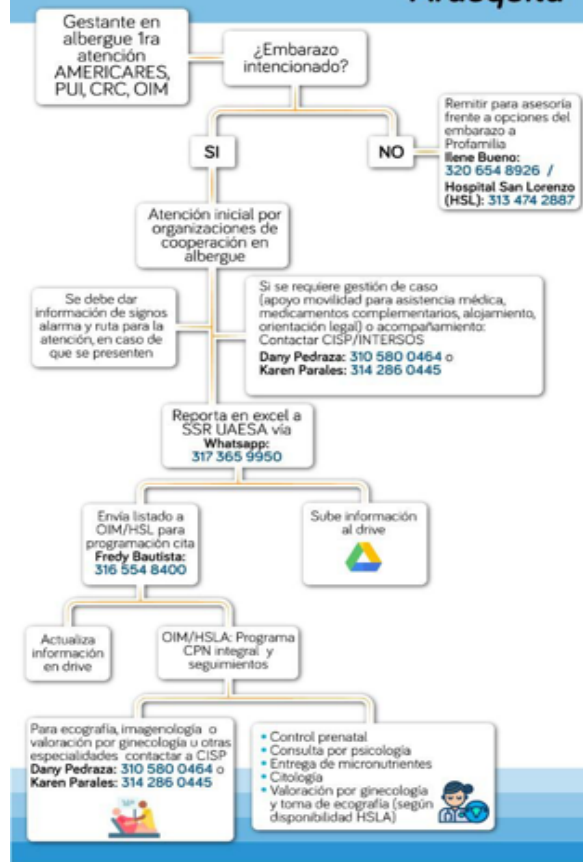 Gestante en
albergue 1ra
atención
AMERICARES,
PUI, CRC, OIM
¿Embarazo
intencionado?
SI
NO
Remitir para asesoría
frente a opciones del
embarazo a
Profamilia
Ilene Bueno:
320 654 8926 /
Hospital San Lorenzo
(HSL): 313 474 2887
Atención inicial por
organizaciones de
cooperación en
albergue
Se debe dar
información de signos
alarma y ruta para la
atención, en caso de
que se presenten
Si se requiere gestión de caso
(apoyo movilidad para asistencia médica,
medicamentos complementarios, alojamiento,
orientación legal) o acompañamiento:
Contactar CISP/INTERSOS
Dany Pedraza: 310 580 0464 o
Karen Parales: 314 286 0445
Reporta en excel a
SSR UAESA vía
Whatsapp:
317 365 9950
Envía listado a
OIM/HSL para
programación cita
Fredy Bautista:
316 554 8400
Sube información
al drive
Actualiza
información
en drive
OIM/HSLA: Programa
CPN integral y
seguimientos
Para ecografía, imagenología o
valoración por ginecología u otras
especialidades contactar a CISP
Dany Pedraza: 310 580 0464 o
Karen Parales: 314 286 0445
• Control prenatal
• Consulta por psicología
• Entrega de micronutrientes
• Citología
• Valoración por ginecología
y toma de ecografía (según
disponibilidad HSLA)